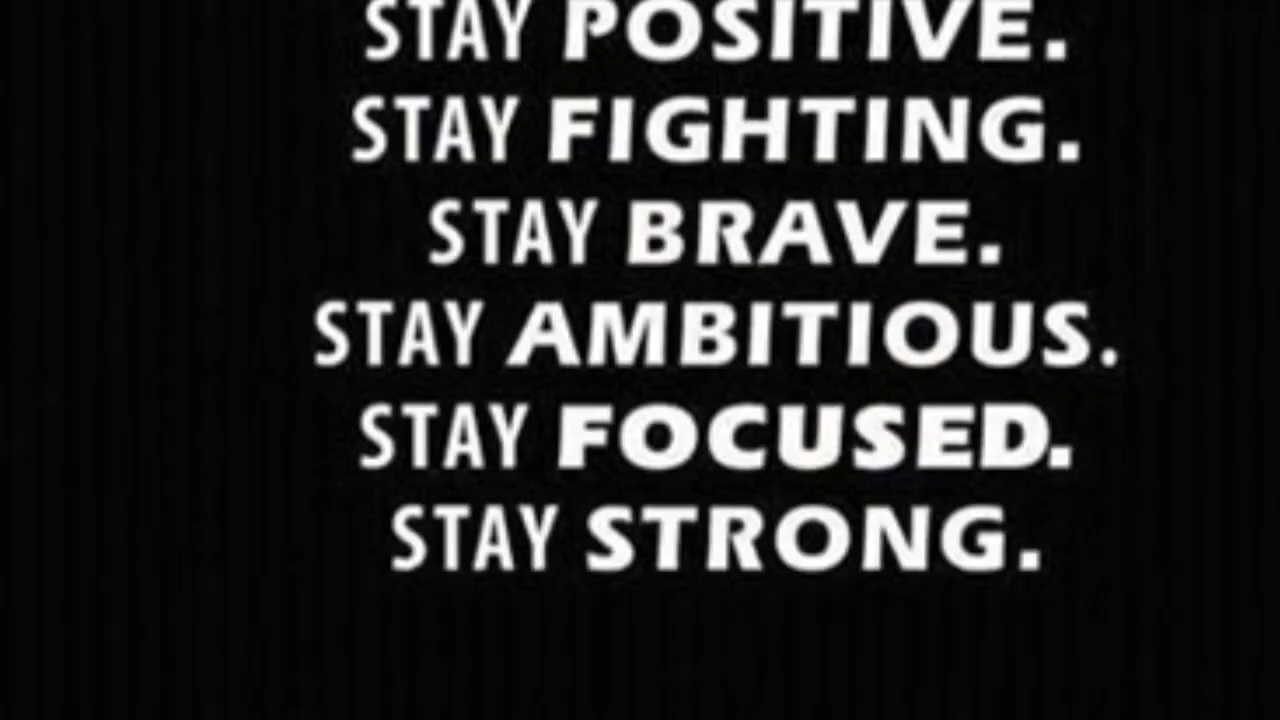 STAY POSITIVE.
STAY FIGHTING.
STAY BRAVE.
STAY AMBITIOUS.
STAY FOCUSED.
STAY STRONG.